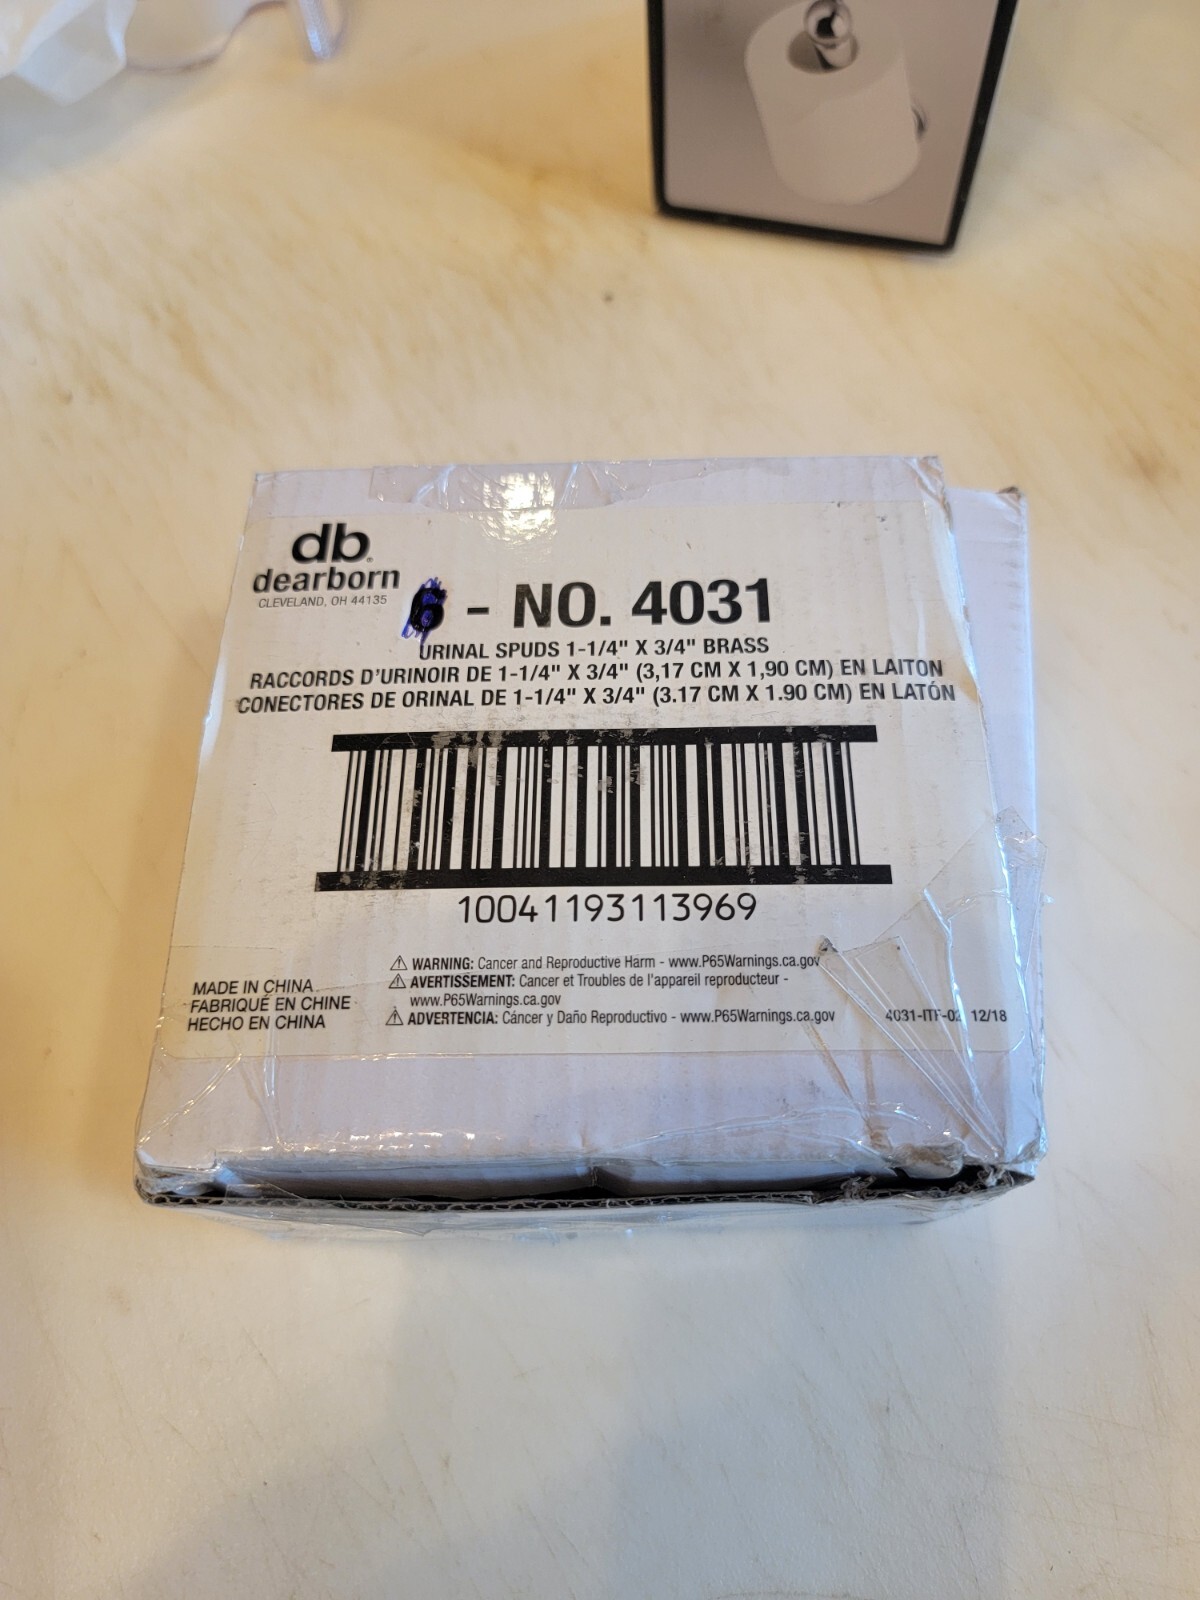 db
dearborn
CLEVELAND, OH 44135
- NO. 4031
URINAL SPUDS 1-1/4" X 3/4" BRASS
RACCORDS D'URINOIR DE 1-1/4" X 3/4" (3,17 CM X 1,90 CM) EN LAITON
CONECTORES DE ORINAL DE 1-1/4" X 3/4" (3.17 CM X 1.90 CM) EN LATÓN
10041193113969
MADE IN CHINA
FABRIQUÉ EN CHINE
HECHO EN CHINA
⚠ WARNING: Cancer and Reproductive Harm - www.P65Warnings.ca.gov
⚠ AVERTISSEMENT: Cancer et Troubles de l'appareil reproducteur -
www.P65Warnings.ca.gov
⚠ ADVERTENCIA: Cáncer y Daño Reproductivo - www.P65Warnings.ca.gov
4031-ITF-02 12/18